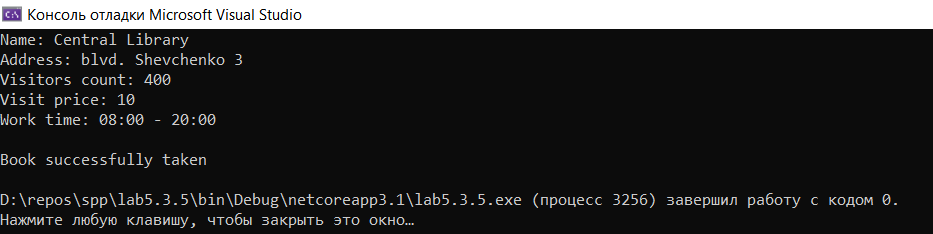 Консоль отладки Microsoft Visual Studio
Name: Central Library
Address: blvd. Shevchenko 3
Visitors count: 400
Visit price: 10
Work time: 08:00 - 20:00
Book successfully taken
D:\repos\spp\lab5.3.5\bin\Debug\netcoreapp3.1\lab5.3.5.exe (процесс 3256) завершил работу с кодом 0.
Нажмите любую клавишу, чтобы закрыть это окно…